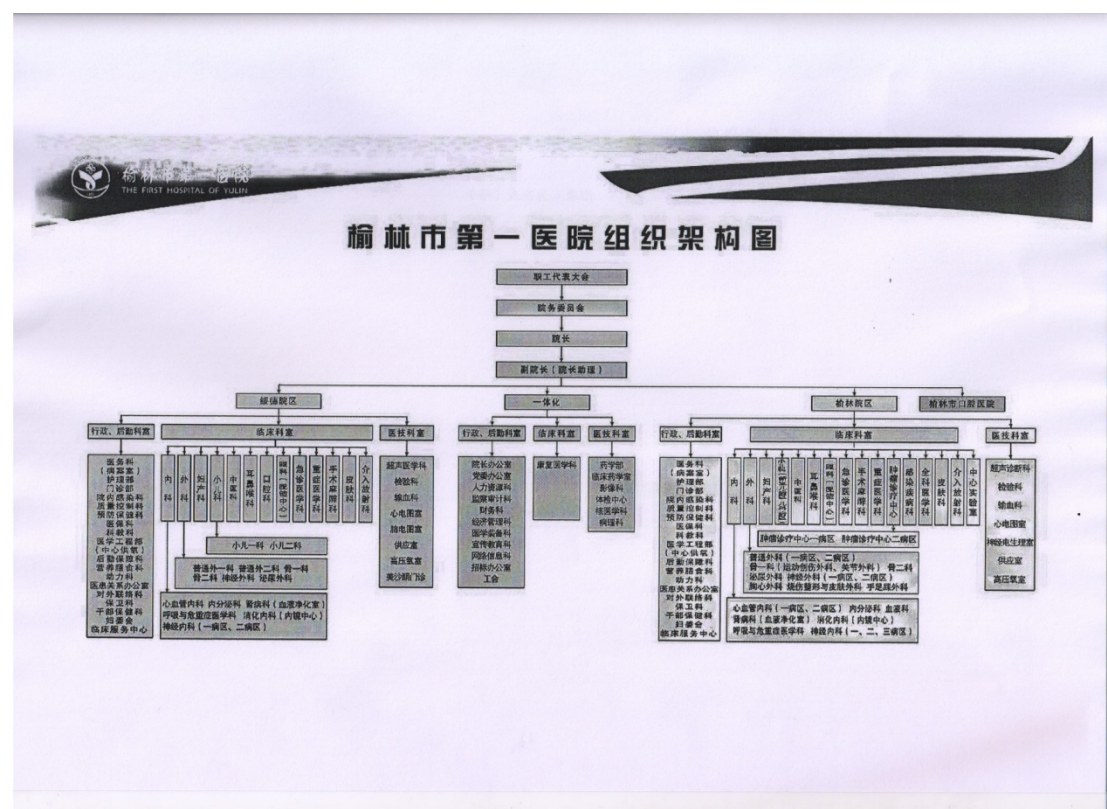 榆林市第一医院
THE FIRST HOSPITAL OF YULIN
榆林市第一医院组织架构图
职工代表大会
院务委员会
院长
副院长（院长助理）
绥德院区
一体化
榆林院区
榆林市口腔医院
行政、后勤科室
临床科室
医技科室
行政、后勤科室
临床科室
医技科室
行政、后勤科室
临床科室
医技科室
医务科
（病案室）
护理部
门诊部
院内感染科
质量控制科
预防保健科
医保科
科教科
医学工程部
（中心供氧）
后勤保障科
营养膳食科
动力科
医患关系办公室
对外联络科
保卫科
干部保健科
妇委会
临床服务中心
内科
外科
妇产科
小儿科
中医科
耳鼻喉科
口腔科
急诊医学科
重症医学科
手术麻醉科
皮肤科
介入放射科
小儿一科 小儿二科
普通外一科 普通外二科 骨一科
骨二科 神经外科 泌尿外科
心血管内科 内分泌科 肾病科（血液净化室）
呼吸与危重症医学科 消化内科（内镜中心）
神经内科（一病区、二病区）
超声医学科
检验科
输血科
心电图室
脑电图室
供应室
高压氧室
美沙酮门诊
院长办公室
党委办公室
人力资源科
监察审计科
财务科
经济管理科
医学装备科
宣传教育科
网络信息科
招标办公室
工会
康复医学科
药学部
临床药学室
影像科
体检中心
核医学科
病理科
医务科
（病案室）
护理部
门诊部
院内感染科
质量控制科
预防保健科
医保科
科教科
医学工程部
（中心供氧）
后勤保障科
营养膳食科
动力科
医患关系办公室
对外联络科
保卫科
干部保健科
妇委会
临床服务中心
内科
外科
妇产科
中医科
耳鼻喉科
急诊医学科
手术麻醉科
重症医学科
肿瘤诊疗中心
感染疾病科
全科医学科
皮肤科
介入放射科
中心实验室
肿瘤诊疗中心一病区 肿瘤诊疗中心二病区
普通外科（一病区、二病区）
骨一科（运动创伤外科、关节外科） 骨二科
泌尿外科 神经外科（一病区、二病区）
胸心外科 烧伤整形与皮肤外科 手足踝外科
心血管内科（一病区、二病区） 内分泌科 血液科
肾病科（血液净化室） 消化内科（内镜中心）
呼吸与危重症医学科 神经内科（一、二、三病区）
超声诊断科
检验科
输血科
心电图室
神经电生理室
供应室
高压氧室